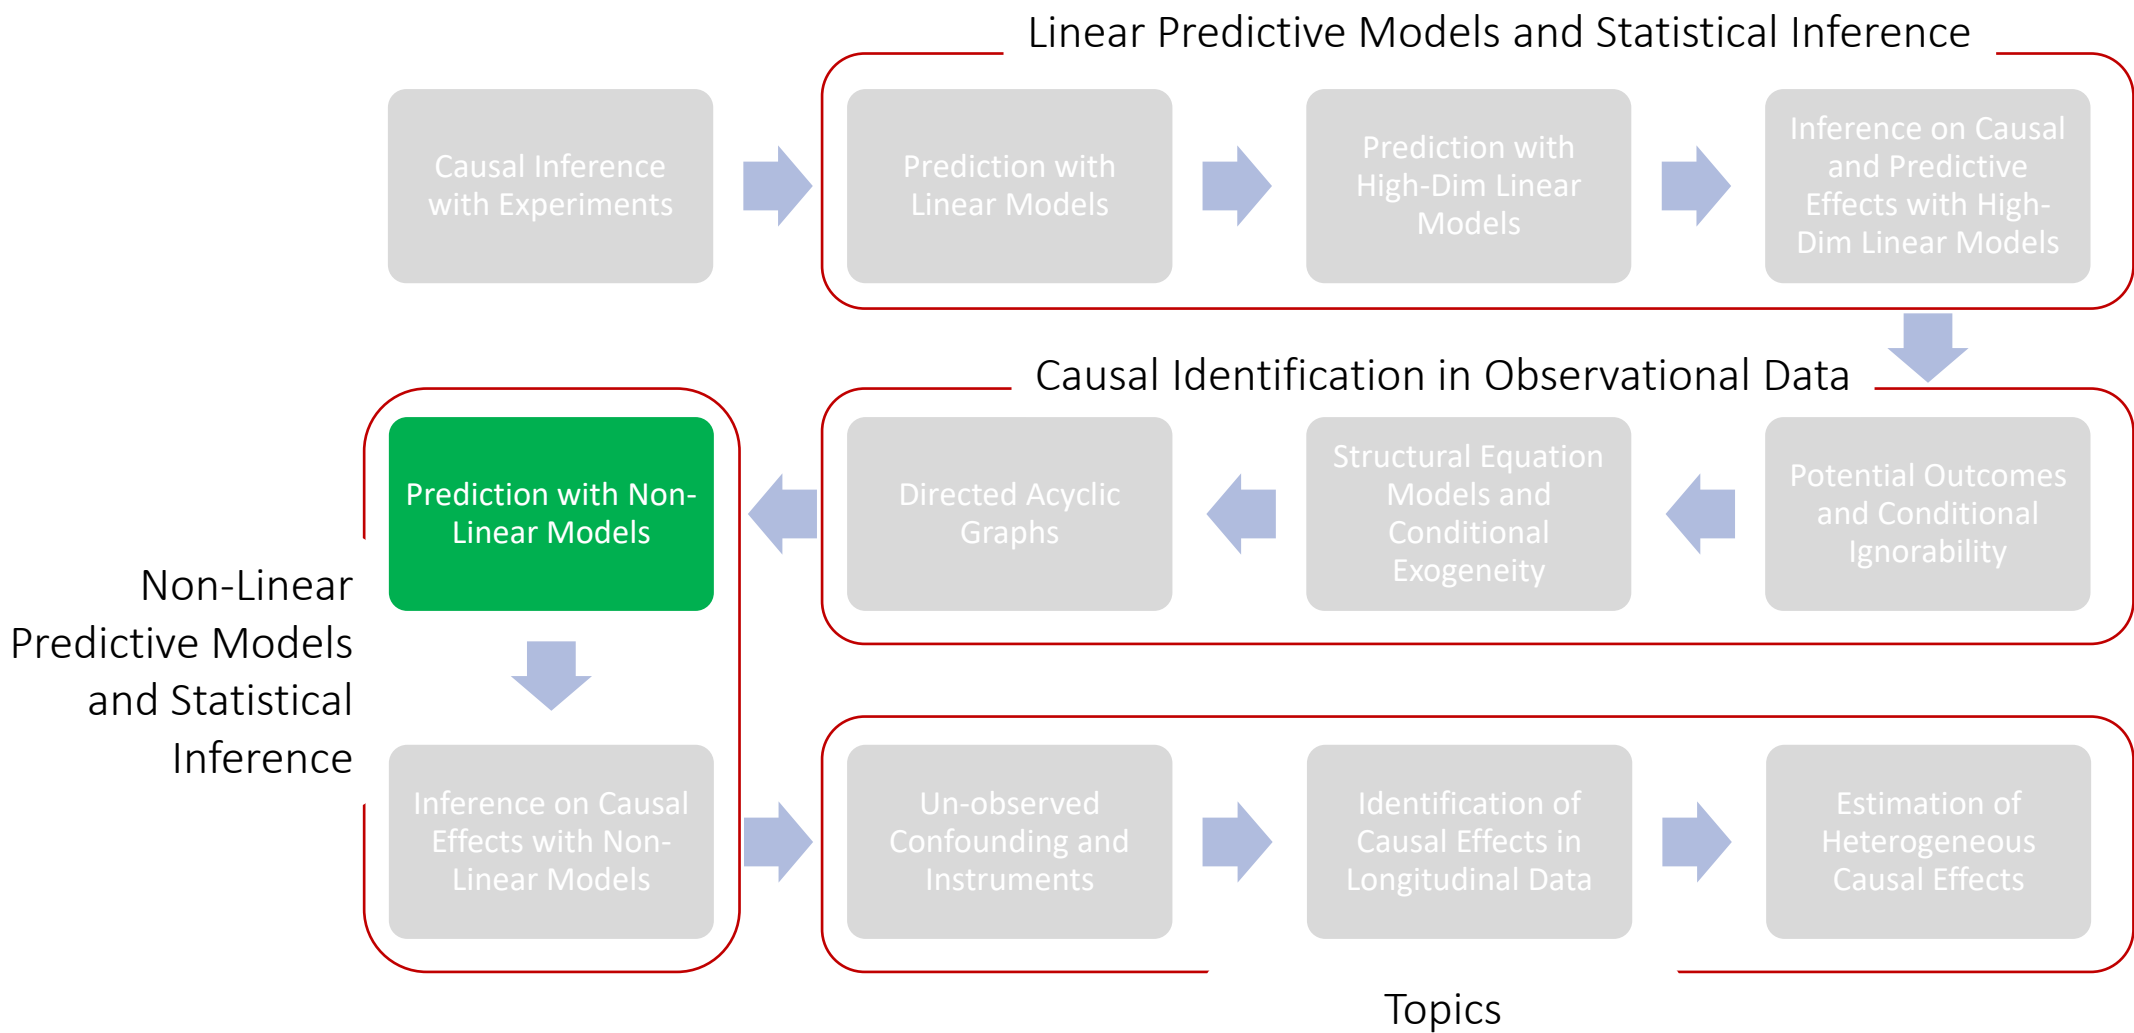 Linear Predictive Models and Statistical Inference
Causal Inference
with Experiments
Prediction with
Linear Models
Prediction with
High-Dim Linear
Models
Inference on Causal
and Predictive
Effects with High-
Dim Linear Models
Causal Identification in Observational Data
Potential Outcomes
and Conditional
Ignorability
Structural Equation
Models and
Conditional
Exogeneity
Directed Acyclic
Graphs
Prediction with Non-
Linear Models
Non-Linear
Predictive Models
and Statistical
Inference
Inference on Causal
Effects with Non-
Linear Models
Un-observed
Confounding and
Instruments
Identification of
Causal Effects in
Longitudinal Data
Estimation of
Heterogeneous
Causal Effects
Topics